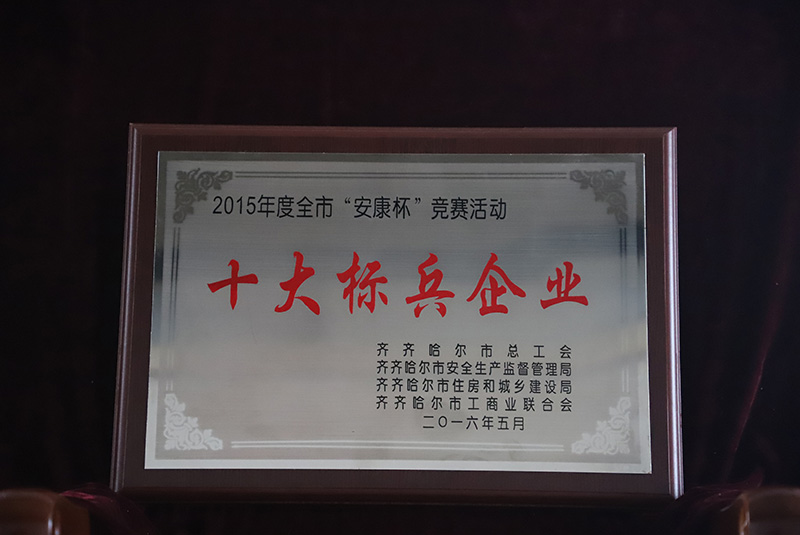 2015年度全市“安康杯”竞赛活动
十大标兵企业
齐齐哈尔市总工会
齐齐哈尔市安全生产监督管理局
齐齐哈尔市住房和城乡建设局
齐齐哈尔市工商业联合会
二〇一六年五月